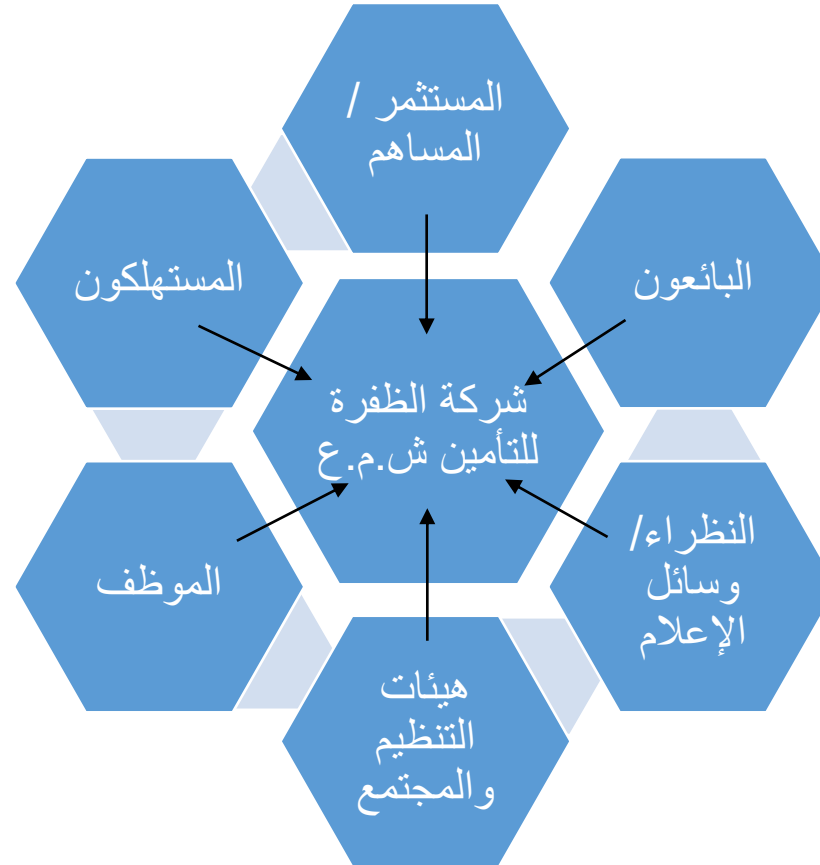 المستثمر /
المساهم
البائعون
المستهلكون
شركة الظفرة
للتأمين ش.م.ع
النظراء/
وسائل
الإعلام
الموظف
هيئات
التنظيم
والمجتمع